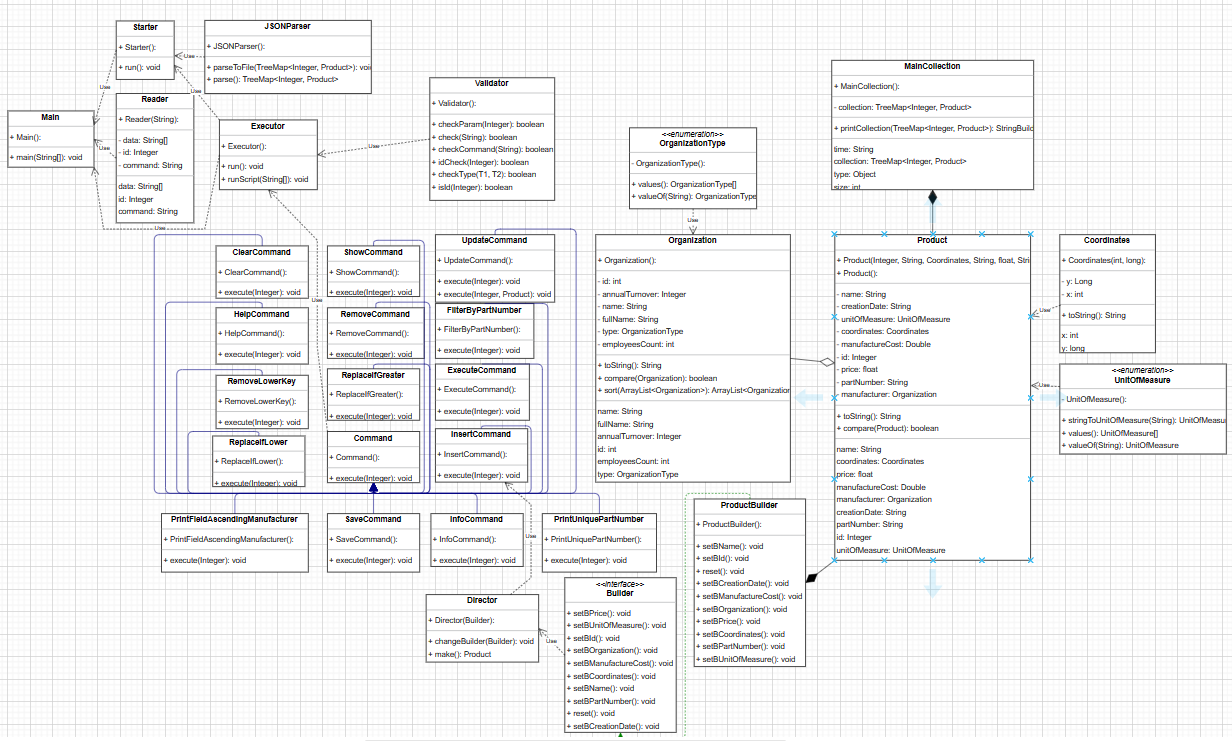 Starter
+ Starter():
+ run(): void
JSONParser
+ JSONParser():
+ parseToFile(TreeMap<Integer, Product>): voi
+ parse(): TreeMap<Integer, Product>
Use
Use
Use
Reader
+ Reader(String):
- data: String[]
- id: Integer
- command: String
data: String[]
id: Integer
command: String
Main
+ Main():
+ main(String[]): void
Use
Use
Executor
+ Executor():
+ run(): void
+ runScript(String[]): void
Use
Validator
+ Validator():
+ checkParam(Integer): boolean
+ check(String): boolean
+ checkCommand(String): boolean
+ idCheck(Integer): boolean
+ checkType(T1, T2): boolean
+ isId(Integer): boolean
<<enumeration>>
OrganizationType
- OrganizationType():
+ values(): OrganizationType[]
+ valueOf(String): OrganizationType
Use
MainCollection
+ MainCollection():
- collection: TreeMap<Integer, Product>
+ printCollection(TreeMap<Integer, Product>): StringBuild
time: String
collection: TreeMap<Integer, Product>
type: Object
size: int
ClearCommand
+ ClearCommand():
+ execute(Integer): void
ShowCommand
+ ShowCommand():
+ execute(Integer): void
UpdateCommand
+ UpdateCommand():
+ execute(Integer): void
+ execute(Integer, Product): void
Use
HelpCommand
+ HelpCommand():
+ execute(Integer): void
RemoveCommand
+ RemoveCommand():
+ execute(Integer): void
FilterByPartNumber
+ FilterByPartNumber():
+ execute(Integer): void
RemoveLowerKey
+ RemoveLowerKey():
+ execute(Integer): void
ReplaceIfGreater
+ ReplaceIfGreater():
+ execute(Integer): void
ExecuteCommand
+ ExecuteCommand():
+ execute(Integer): void
ReplaceIfLower
+ ReplaceIfLower():
+ execute(Integer): void
Command
+ Command():
+ execute(Integer): void
InsertCommand
+ InsertCommand():
+ execute(Integer): void
PrintFieldAscendingManufacturer
+ PrintFieldAscendingManufacturer():
+ execute(Integer): void
SaveCommand
+ SaveCommand():
+ execute(Integer): void
InfoCommand
+ InfoCommand():
+ execute(Integer): void
Use
PrintUniquePartNumber
+ PrintUniquePartNumber():
+ execute(Integer): void
Organization
+ Organization():
- id: int
- annualTurnover: Integer
- name: String
- fullName: String
- type: OrganizationType
- employeesCount: int
+ toString(): String
+ compare(Organization): boolean
+ sort(ArrayList<Organization>): ArrayList<Organization
name: String
fullName: String
annualTurnover: Integer
id: int
employeesCount: int
type: OrganizationType
Product
+ Product(Integer, String, Coordinates, String, float, Stri
+ Product():
- name: String
- creationDate: String
- unitOfMeasure: UnitOfMeasure
- coordinates: Coordinates
- manufactureCost: Double
- id: Integer
- price: float
- partNumber: String
- manufacturer: Organization
+ toString(): String
+ compare(Product): boolean
name: String
coordinates: Coordinates
price: float
manufactureCost: Double
manufacturer: Organization
creationDate: String
partNumber: String
id: Integer
unitOfMeasure: UnitOfMeasure
Coordinates
+ Coordinates(int, long):
- y: Long
- x: int
+ toString(): String
x: int
y: long
Use
<<enumeration>>
UnitOfMeasure
- UnitOfMeasure():
+ stringToUnitOfMeasure(String): UnitOfMeasu
+ values(): UnitOfMeasure[]
+ valueOf(String): UnitOfMeasure
Use
ProductBuilder
+ ProductBuilder():
+ setBName(): void
+ setBId(): void
+ reset(): void
+ setBCreationDate(): void
+ setBManufactureCost(): void
+ setBOrganization(): void
+ setBPrice(): void
+ setBCoordinates(): void
+ setBPartNumber(): void
+ setBUnitOfMeasure(): void
Director
+ Director(Builder):
+ changeBuilder(Builder): void
+ make(): Product
Use
<<interface>>
Builder
+ setBPrice(): void
+ setBUnitOfMeasure(): void
+ setBId(): void
+ setBOrganization(): void
+ setBManufactureCost(): void
+ setBCoordinates(): void
+ setBName(): void
+ setBPartNumber(): void
+ reset(): void
+ setBCreationDate(): void